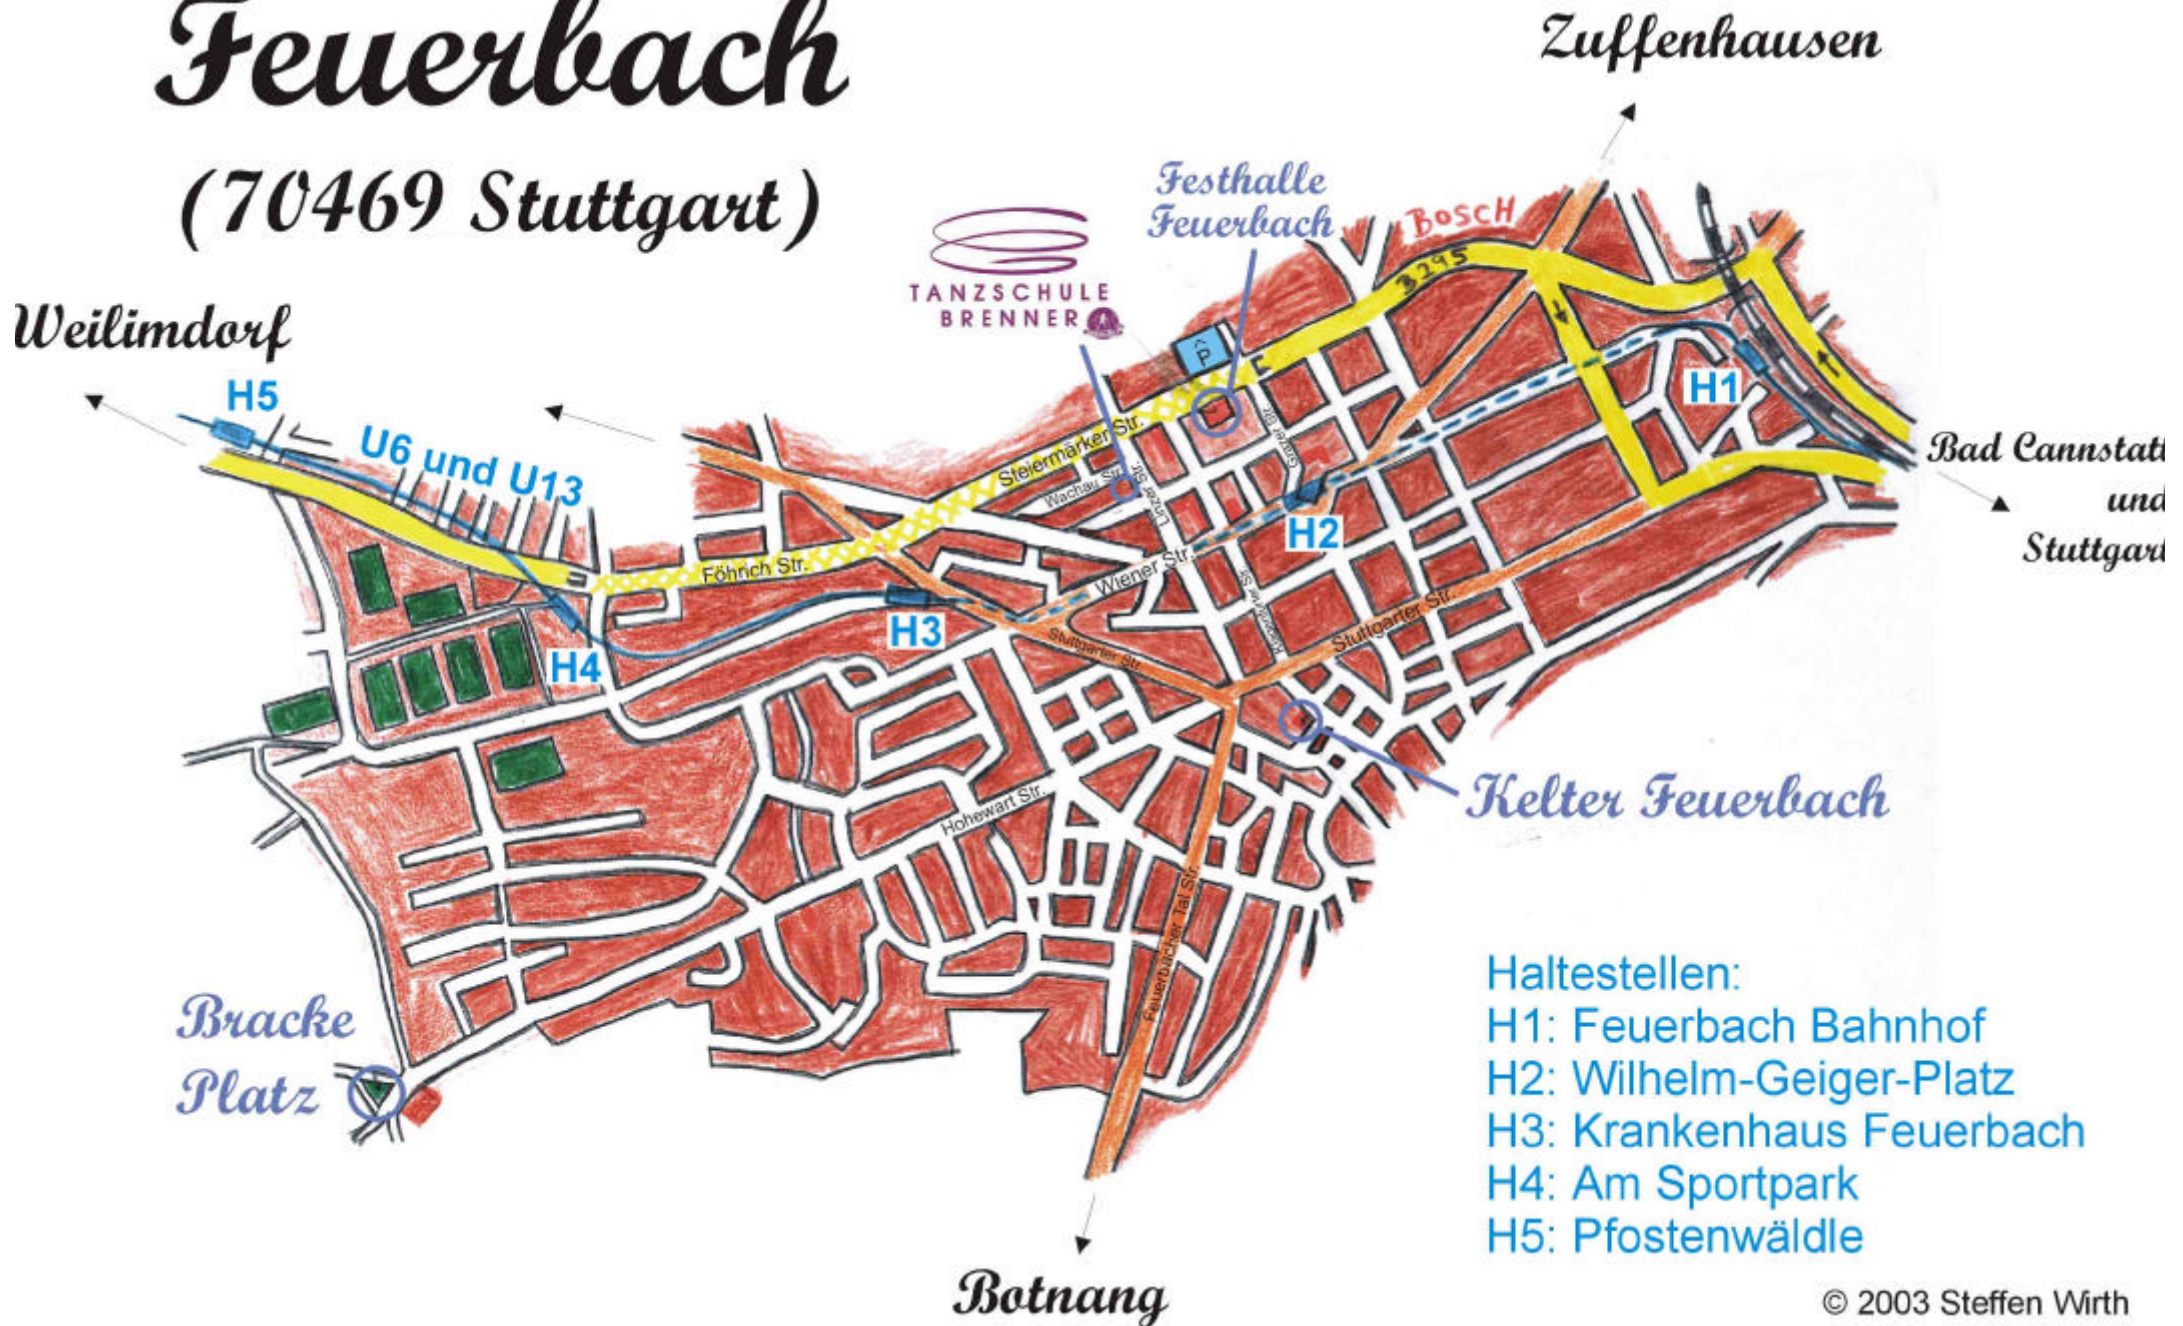 Feuerbach
(70469 Stuttgart)
Zuffenhausen
Festhalle
Feuerbach
BOSCH
B295
TANZSCHULE
BRENNER
Weilimdorf
H5
U6 und U13
P
H1
Bad Cannstatt
und
Stuttgart
Steiermärker Str.
Grazer Str.
Wachau Str.
Linzer Str.
H2
Föhrich Str.
Wiener Str.
H3
H4
Stuttgarter Str.
Stuttgarter Str.
Kelter Feuerbach
Hohewart Str.
Feuerbacher Tal Str.
Bracke
Platz
Haltestellen:
H1: Feuerbach Bahnhof
H2: Wilhelm-Geiger-Platz
H3: Krankenhaus Feuerbach
H4: Am Sportpark
H5: Pfostenwäldle
Botnang
© 2003 Steffen Wirth